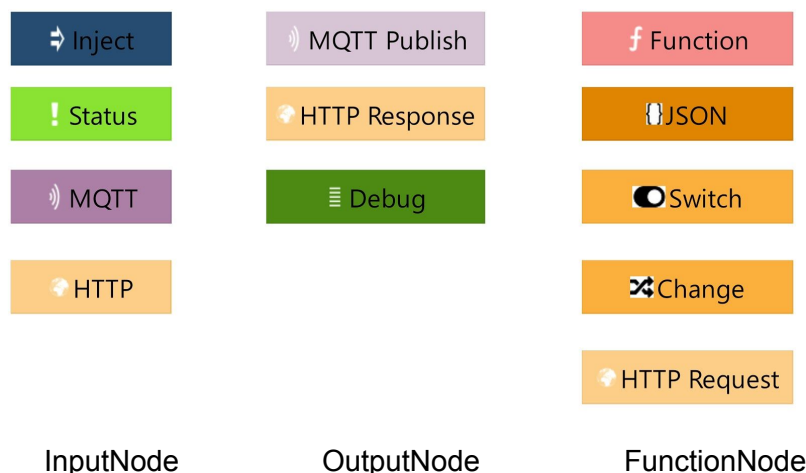 Inject
MQTT Publish
Function
Status
HTTP Response
JSON
MQTT
Debug
Switch
HTTP
Change
HTTP Request
InputNode
OutputNode
FunctionNode